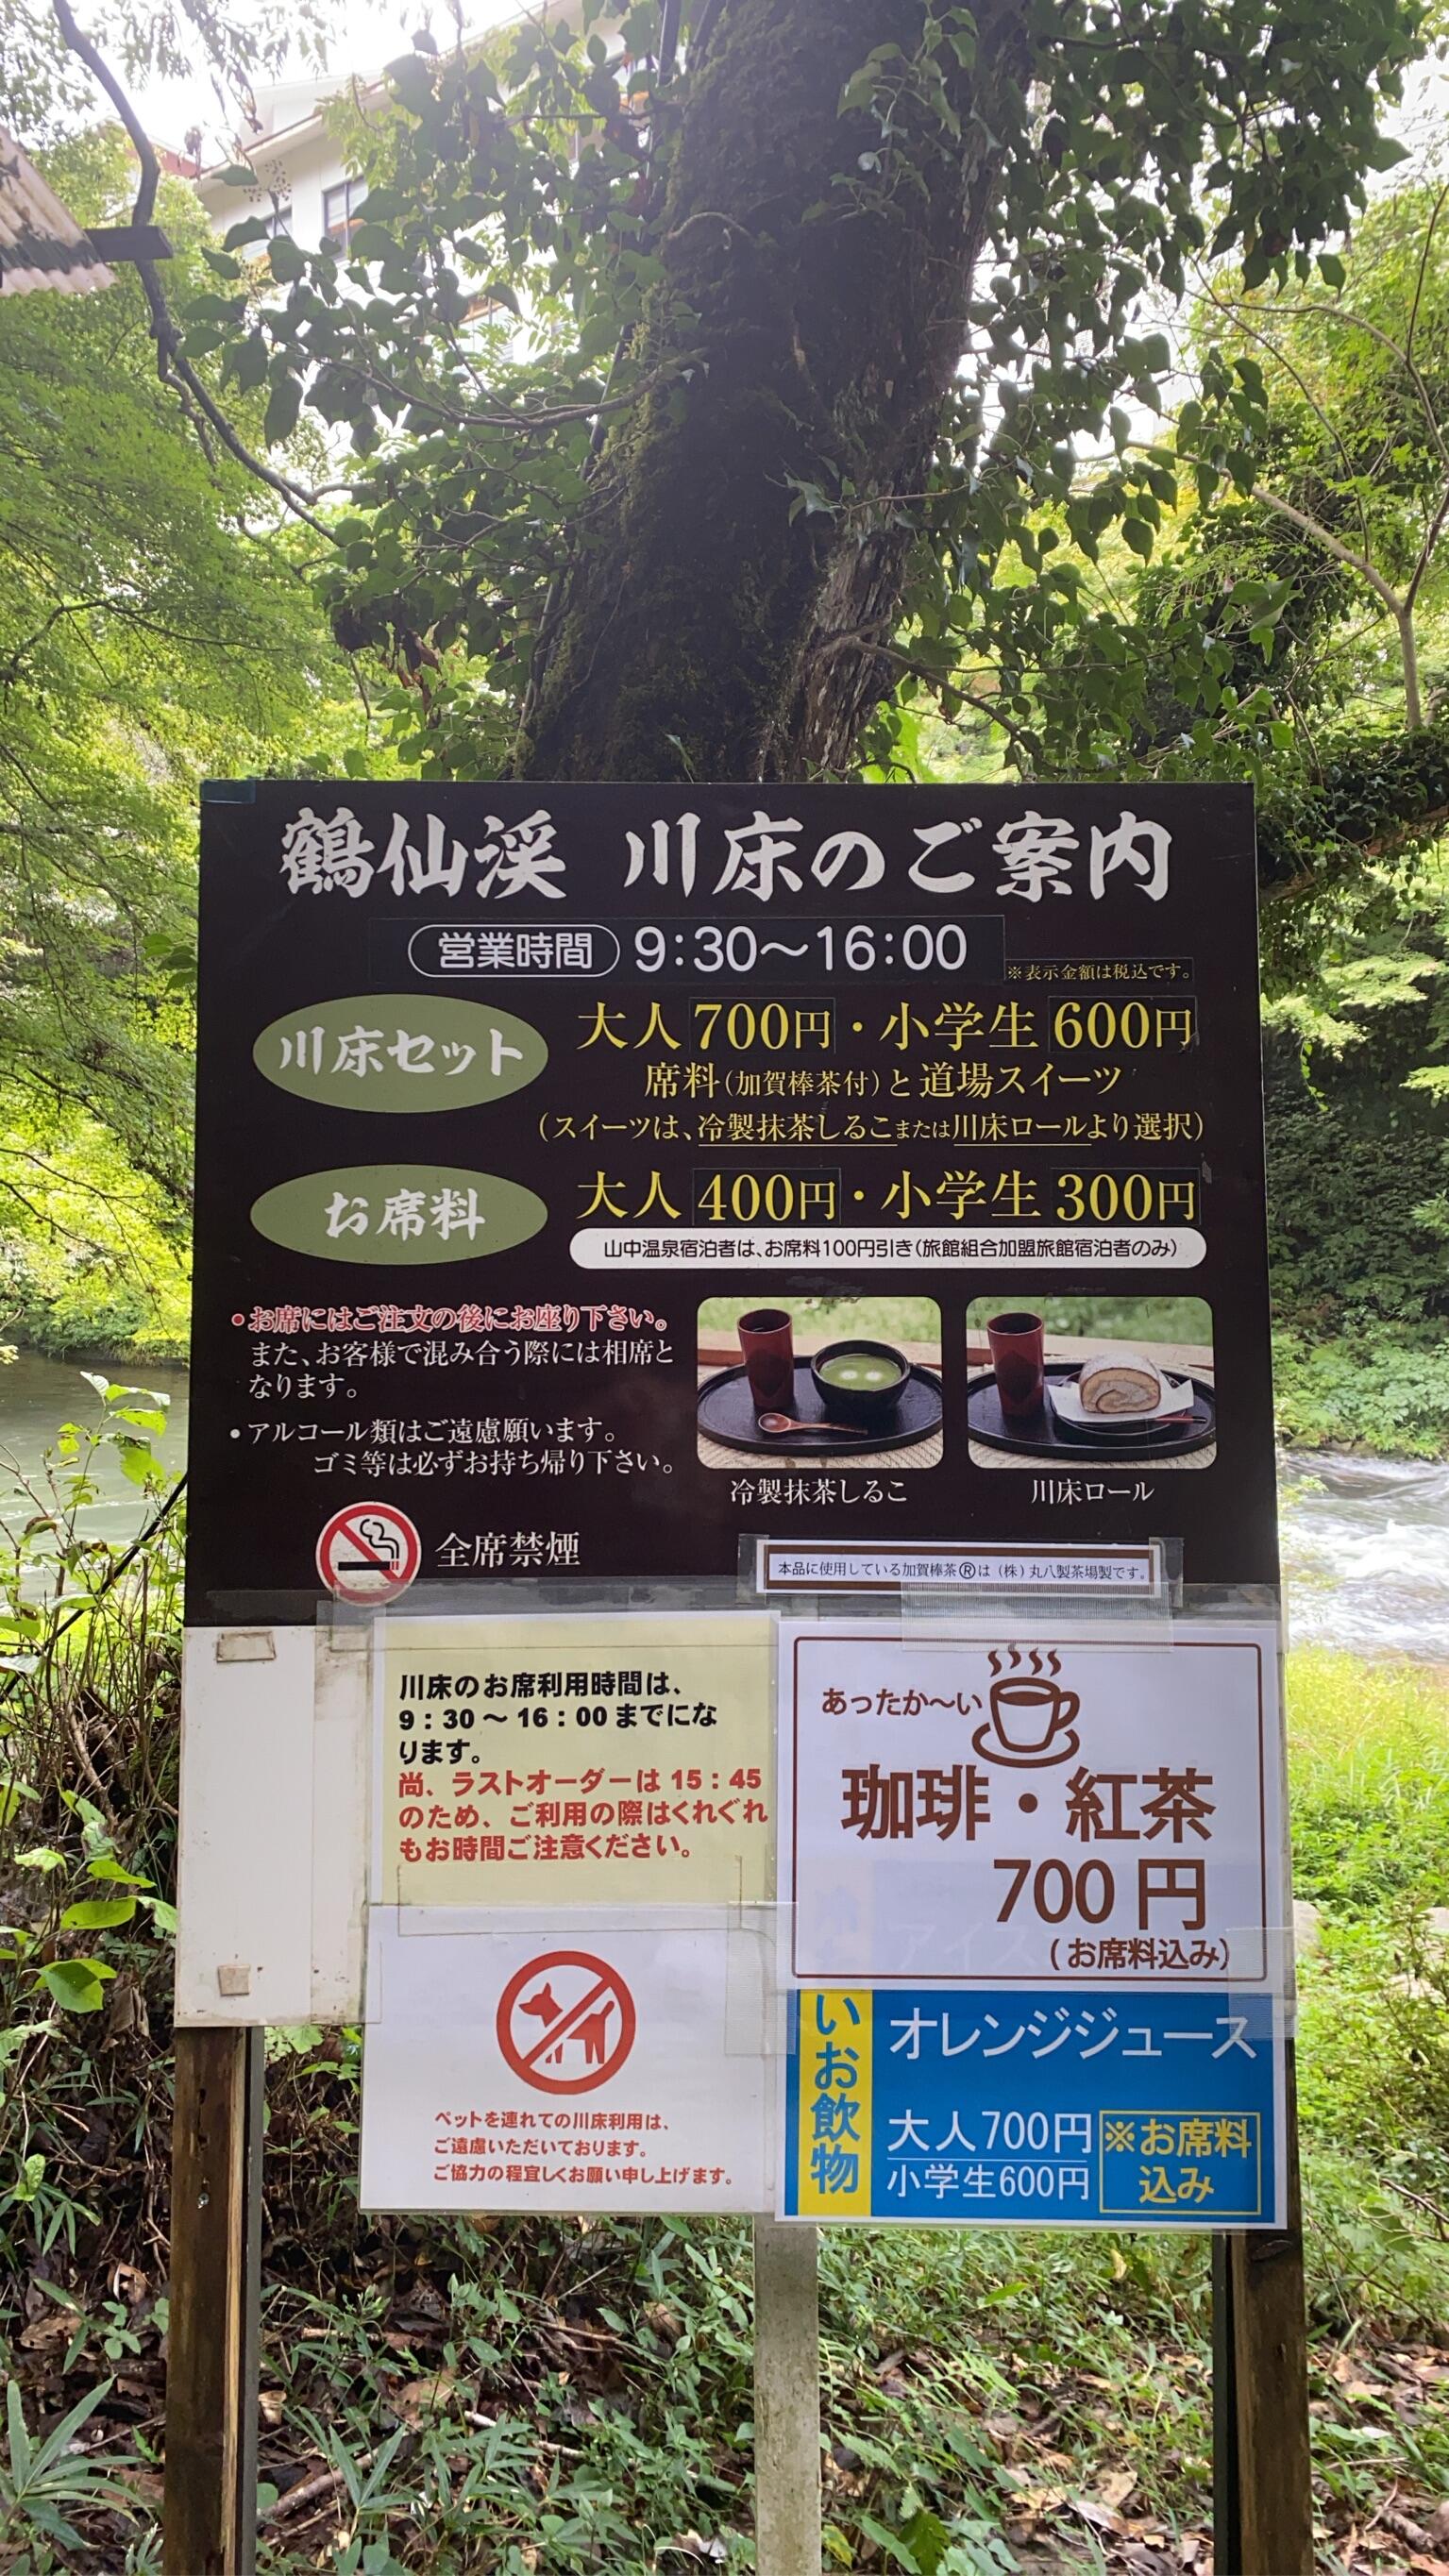 鶴仙渓 川床のご案内
営業時間 9:30〜16:00
※表示金額は税込です。
川床セット
大人700円・小学生600円
席料(加賀棒茶付)と道場スイーツ
(スイーツは、冷製抹茶しるこまたは川床ロールより選択)
お席料
大人400円・小学生300円
山中温泉宿泊者は、お席料100円引き(旅館組合加盟旅館宿泊者のみ)
•お席にはご注文の後にお座り下さい。
また、お客様で混み合う際には相席と
なります。
•アルコール類はご遠慮願います。
ゴミ等は必ずお持ち帰り下さい。
冷製抹茶しるこ
川床ロール
全席禁煙
本品に使用している加賀棒茶®は(株)丸八製茶場製です。
川床のお席利用時間は、
9:30〜16:00までにな
ります。
尚、ラストオーダーは15:45
のため、ご利用の際はくれぐれ
もお時間ご注意ください。
あったか〜い
珈琲・紅茶
700円
(お席料込み)
ペットを連れての川床利用は、
ご遠慮いただいております。
ご協力の程宜しくお願い申し上げます。
いお飲物
オレンジジュース
大人700円
小学生600円
※お席料
込み